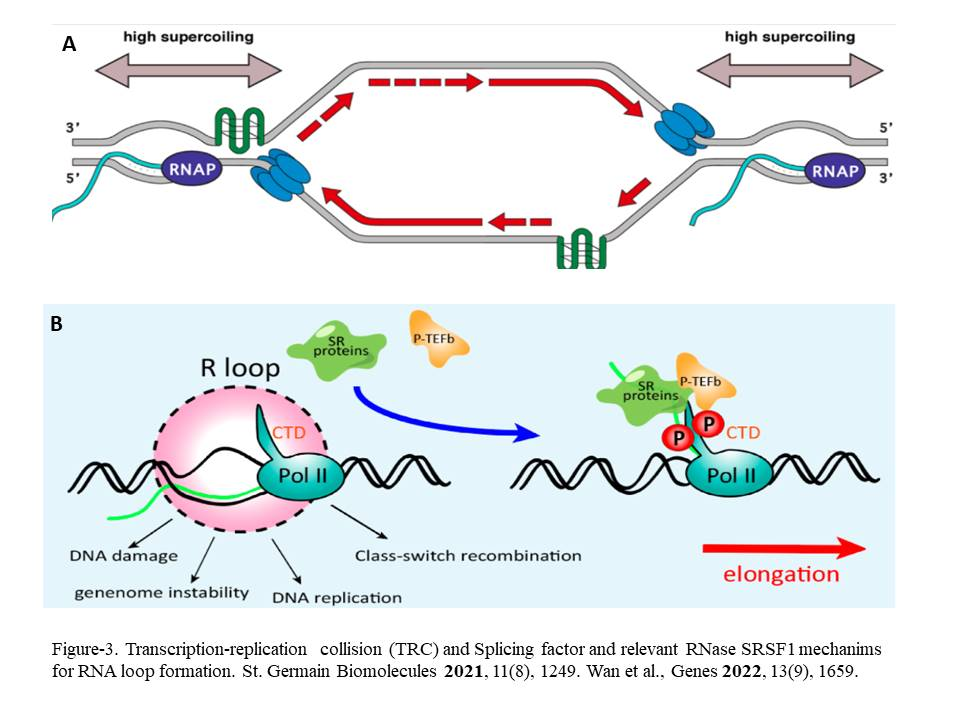 A
high supercoiling
high supercoiling
3’
5’
5’
RNAP
RNAP
3’
B
SR
proteins
P-TEFb
R loop
CTD
Pol II
SR
proteins
P-TEFb
P
P
CTD
Pol II
DNA damage
genenome instability
DNA replication
Class-switch recombination
elongation
Figure-3. Transcription-replication collision (TRC) and Splicing factor and relevant RNase SRSF1 mechanims
for RNA loop formation. St. Germain Biomolecules 2021, 11(8), 1249. Wan et al., Genes 2022, 13(9), 1659.